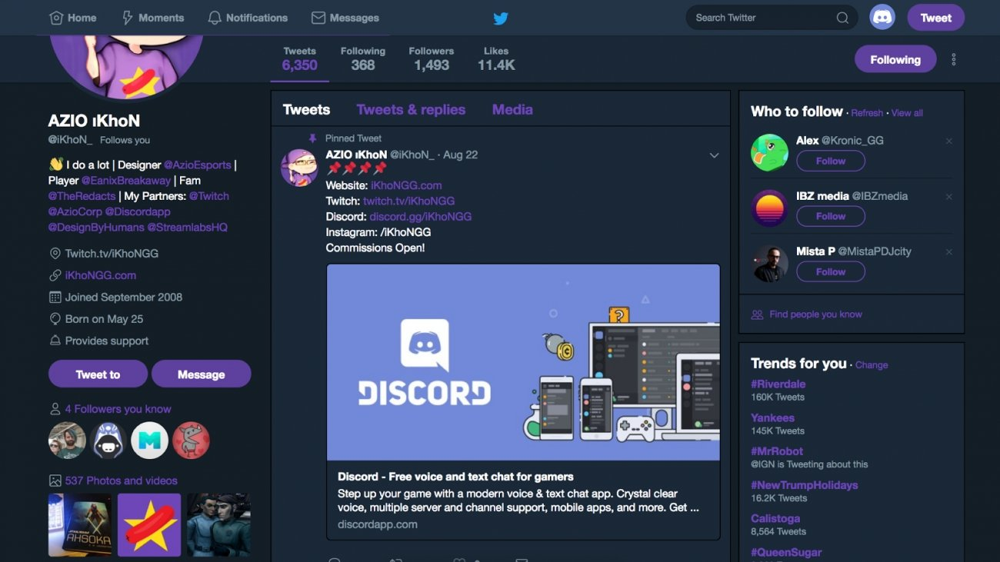 Home
Moments
Notifications
Messages
Search Twitter
Tweet
Tweets
6,350
Following
368
Followers
1,493
Likes
11.4K
Following
AZIO ıKhoN
@iKhoN_ Follows you
👋 I do a lot | Designer @AzioEsports |
Player @EanixBreakaway | Fam
@TheRedacts | My Partners: @Twitch
@AzioCorp @Discordapp
@DesignByHumans @StreamlabsHQ
Twitch.tv/iKhoNGG
iKhoNGG.com
Joined September 2008
Born on May 25
Provides support
Tweet to
Message
4 Followers you know
M
537 Photos and videos
STAR WARS
AHSOKA
Tweets
Tweets & replies
Media
Pinned Tweet
AZIO ıKhoN @iKhoN_ · Aug 22
📌📌📌📌
Website: iKhoNGG.com
Twitch: twitch.tv/iKhoNGG
Discord: discord.gg/iKhoNGG
Instagram: /iKhoNGG
Commissions Open!
?
DISCORD
Discord - Free voice and text chat for gamers
Step up your game with a modern voice & text chat app. Crystal clear
voice, multiple server and channel support, mobile apps, and more. Get ...
discordapp.com
Who to follow · Refresh · View all
Alex @Kronic_GG
Follow
IBZ media @IBZmedia
Follow
Mista P @MistaPDJcity
Follow
Find people you know
Trends for you · Change
#Riverdale
160K Tweets
Yankees
145K Tweets
#MrRobot
@IGN is Tweeting about this
#NewTrumpHolidays
16.2K Tweets
Calistoga
8,564 Tweets
#QueenSugar